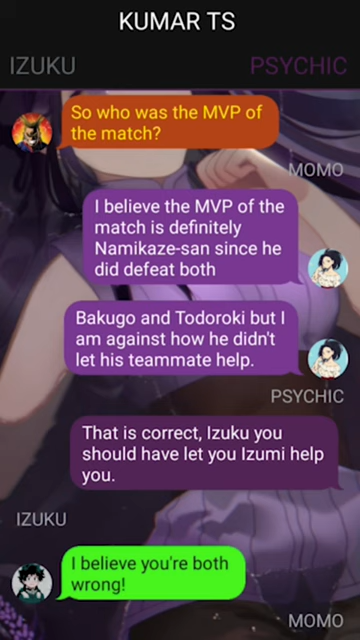 KUMAR TS
IZUKU PSYCHIC
So who was the MVP of
the match?
MOMO
I believe the MVP of the
match is definitely
Namikaze-san since he
did defeat both
Bakugo and Todoroki but I
am against how he didn't
let his teammate help.
PSYCHIC
That is correct, Izuku you
should have let you Izumi help
you.
IZUKU
I believe you're both
wrong!
MOMO